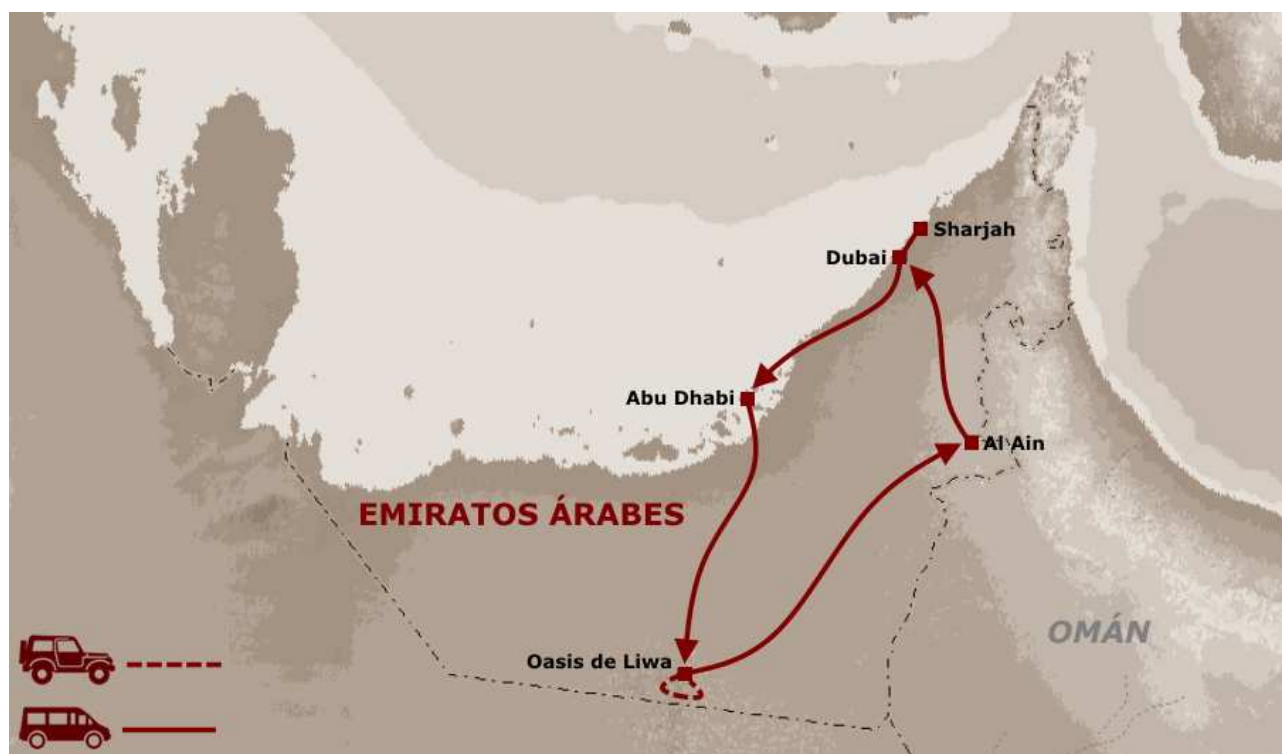 Sharjah
Dubai
Abu Dhabi
Al Ain
EMIRATOS ÁRABES
OMÁN
Oasis de Liwa